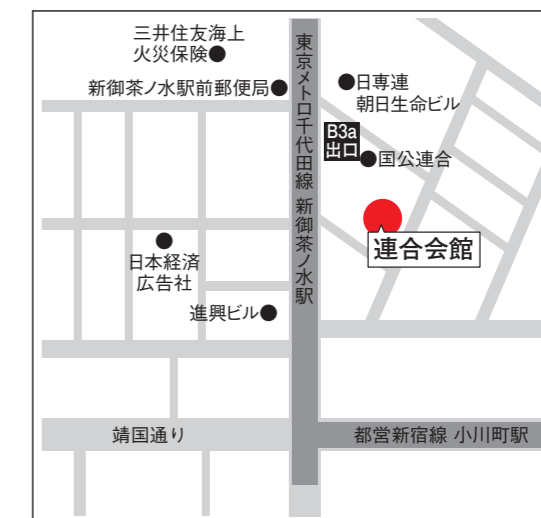 三井住友海上
火災保険
新御茶ノ水駅前郵便局
東京メトロ千代田線 新御茶ノ水駅
日専連
朝日生命ビル
B3a
出口
国公連合
連合会館
日本経済
広告社
進興ビル
靖国通り
都営新宿線 小川町駅